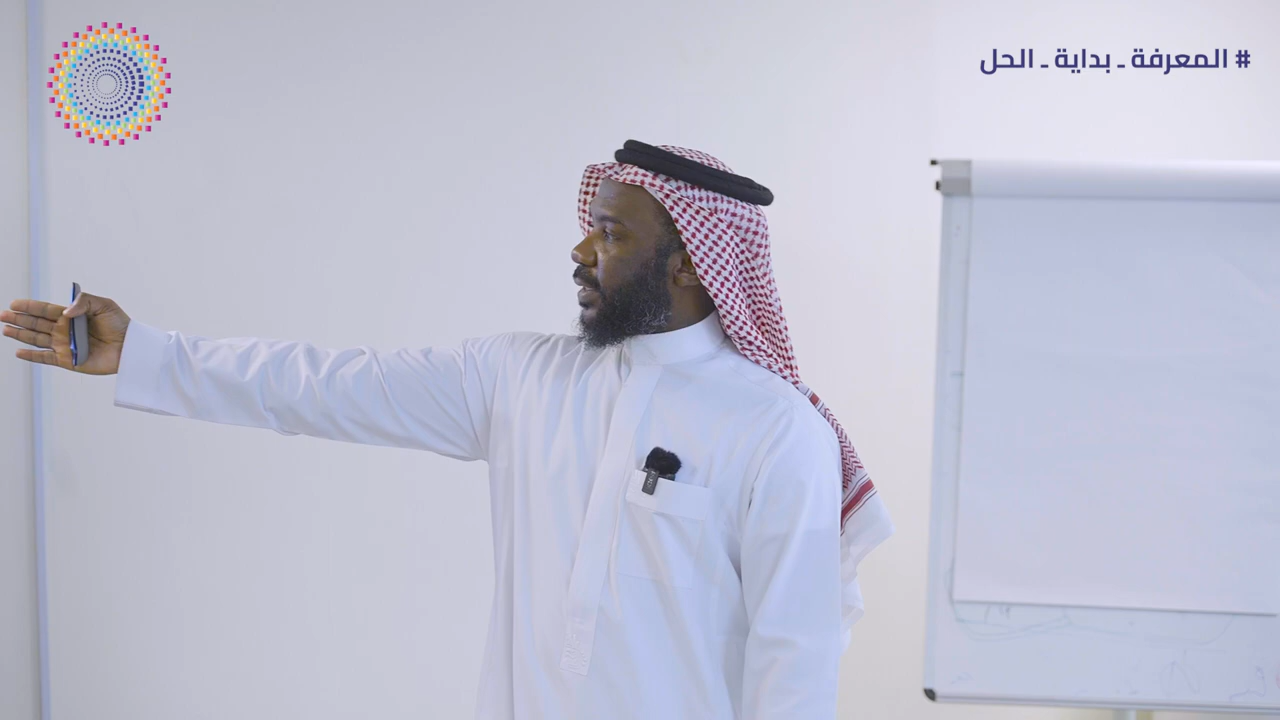 # المعرفة ـ بداية ـ الحل